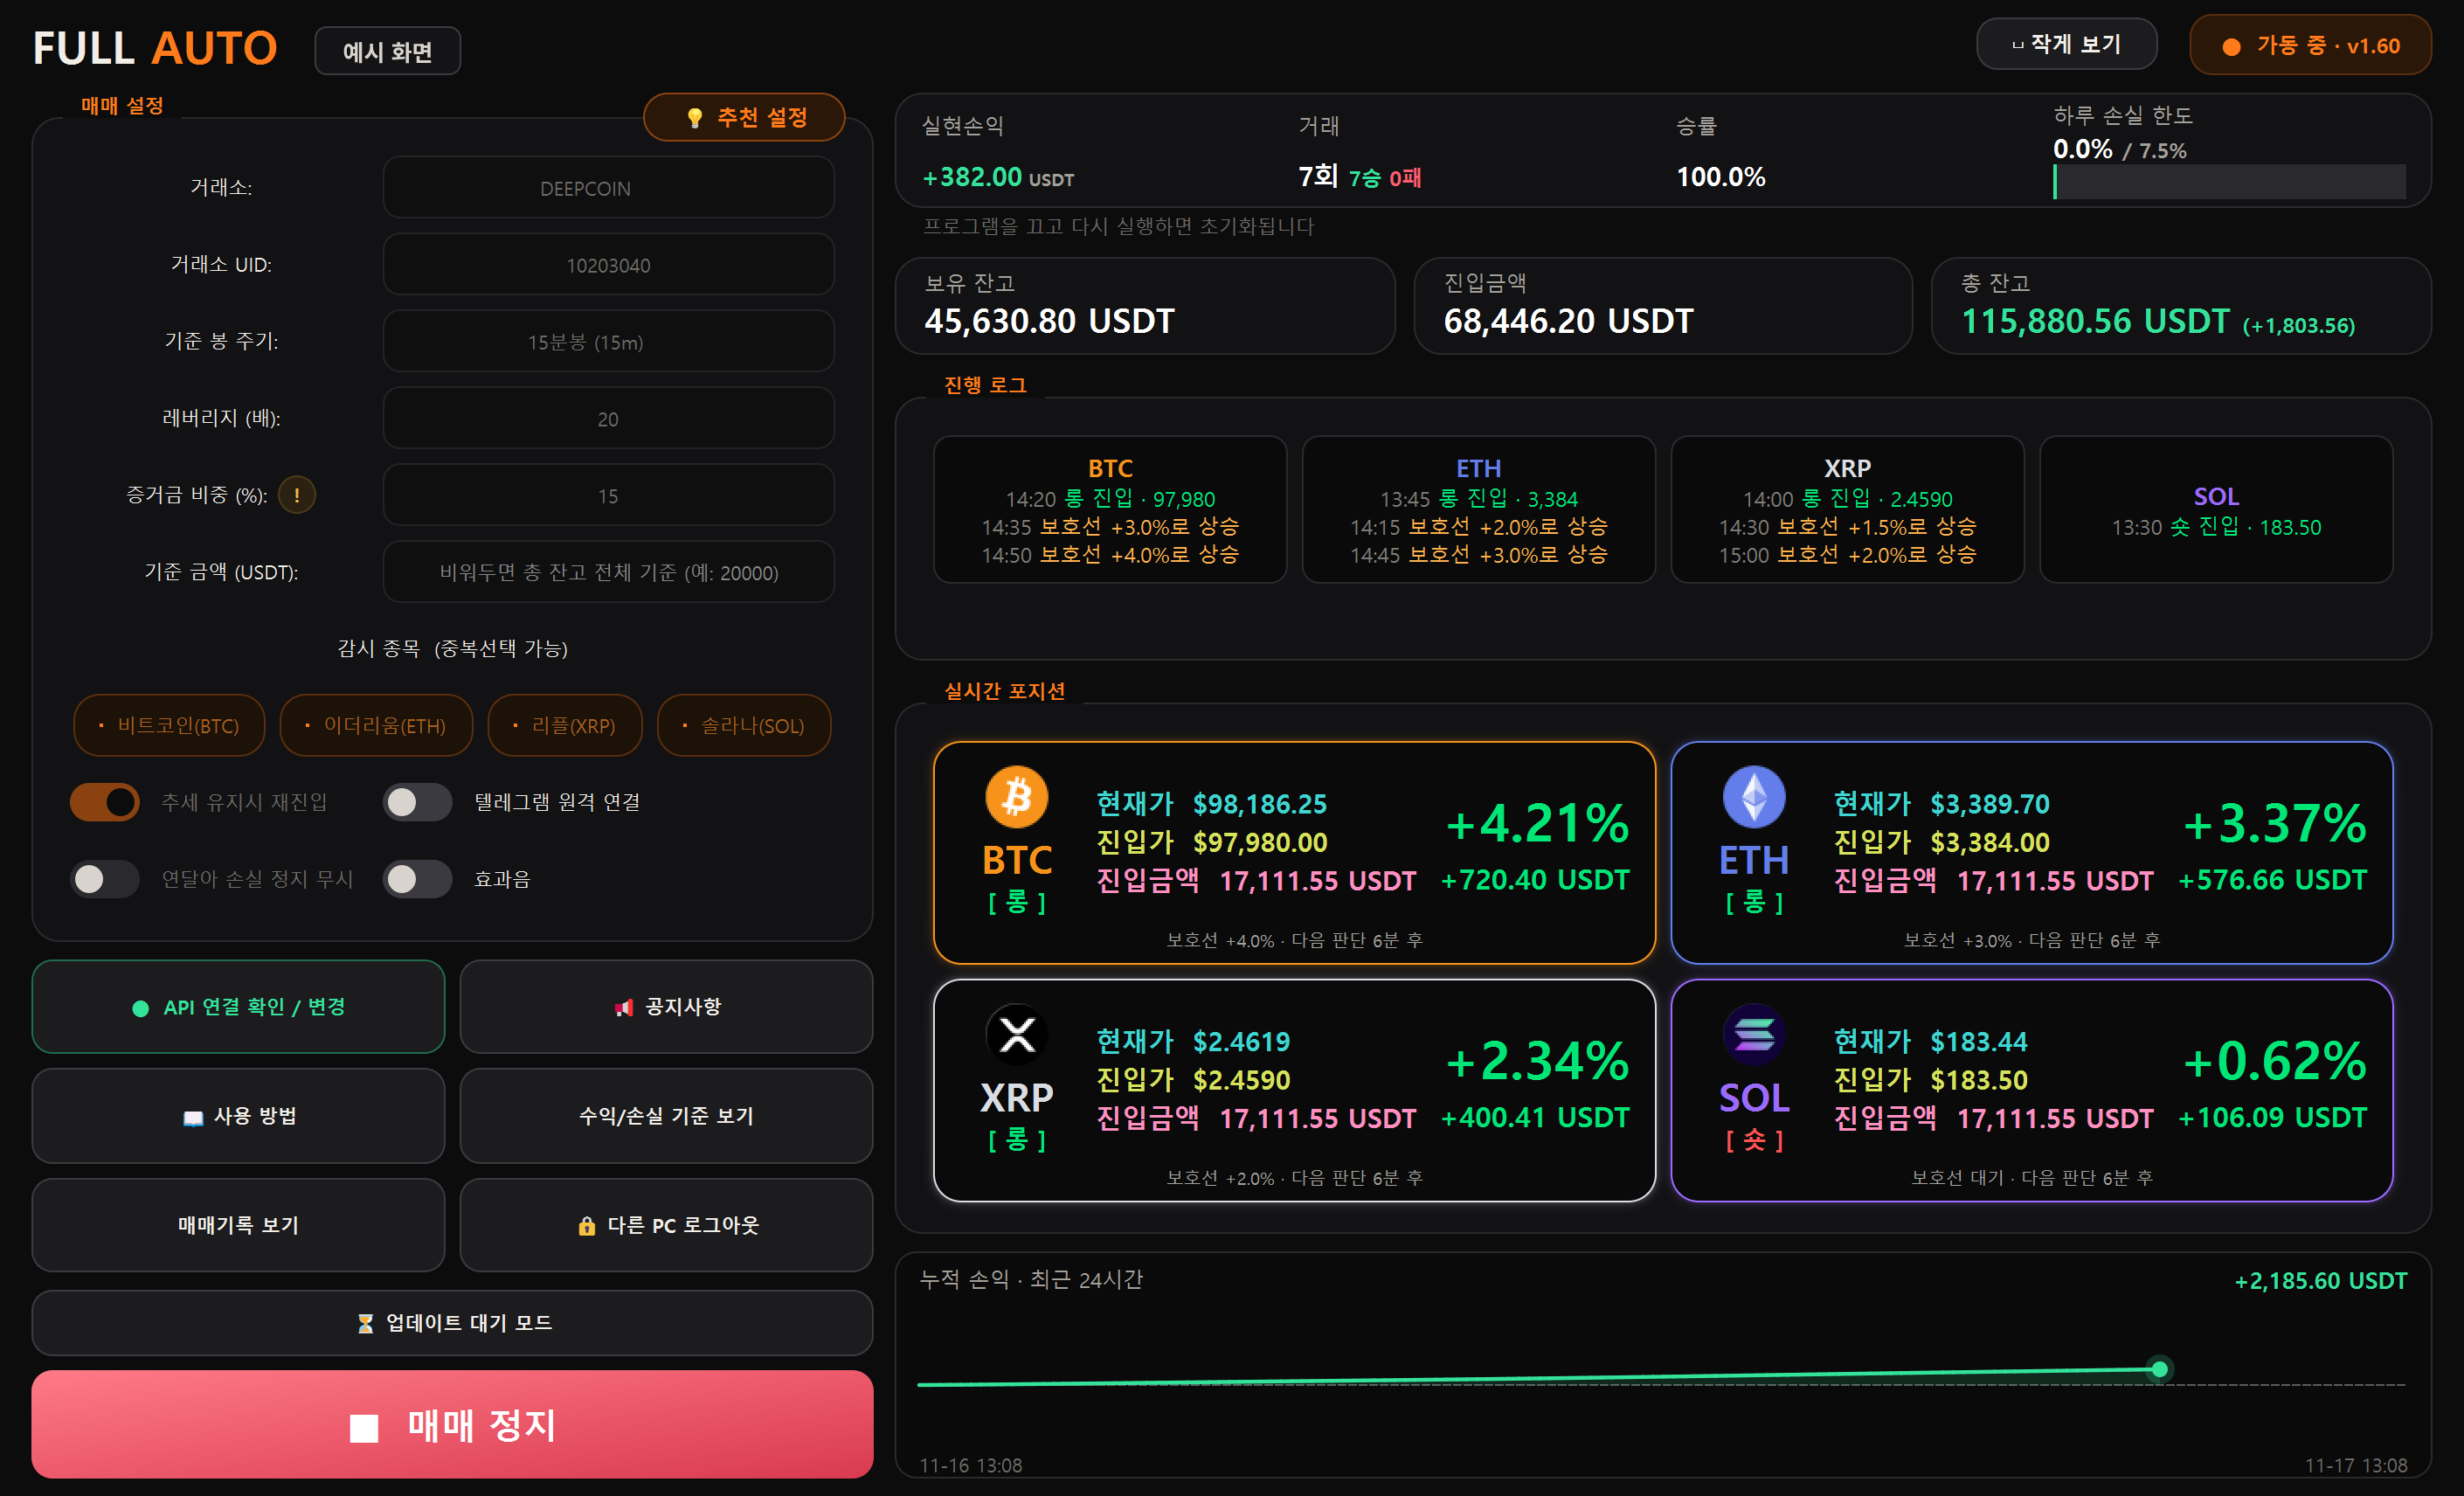 FULL AUTO
예시 화면
작게 보기
가동 중 · v1.60
매매 설정
추천 설정
거래소:
DEEPCOIN
거래소 UID:
10203040
기준 봉 주기:
15분봉 (15m)
레버리지 (배):
20
증거금 비중 (%):
!
15
기준 금액 (USDT):
비워두면 총 잔고 전체 기준 (예: 20000)
감시 종목 (중복선택 가능)
비트코인(BTC)
이더리움(ETH)
리플(XRP)
솔라나(SOL)
추세 유지시 재진입
텔레그램 원격 연결
연달아 손실 정지 무시
효과음
API 연결 확인 / 변경
공지사항
사용 방법
수익/손실 기준 보기
매매기록 보기
다른 PC 로그아웃
업데이트 대기 모드
매매 정지
실현손익
+382.00 USDT
거래
7회 7승 0패
승률
100.0%
하루 손실 한도
0.0% / 7.5%
프로그램을 끄고 다시 실행하면 초기화됩니다
보유 잔고
45,630.80 USDT
진입금액
68,446.20 USDT
총 잔고
115,880.56 USDT (+1,803.56)
진행 로그
BTC
14:20 롱 진입 · 97,980
14:35 보호선 +3.0%로 상승
14:50 보호선 +4.0%로 상승
ETH
13:45 롱 진입 · 3,384
14:15 보호선 +2.0%로 상승
14:45 보호선 +3.0%로 상승
XRP
14:00 롱 진입 · 2.4590
14:30 보호선 +1.5%로 상승
15:00 보호선 +2.0%로 상승
SOL
13:30 숏 진입 · 183.50
실시간 포지션
BTC
[ 롱 ]
현재가 $98,186.25
진입가 $97,980.00
진입금액 17,111.55 USDT
+4.21%
+720.40 USDT
보호선 +4.0% · 다음 판단 6분 후
ETH
[ 롱 ]
현재가 $3,389.70
진입가 $3,384.00
진입금액 17,111.55 USDT
+3.37%
+576.66 USDT
보호선 +3.0% · 다음 판단 6분 후
XRP
[ 롱 ]
현재가 $2.4619
진입가 $2.4590
진입금액 17,111.55 USDT
+2.34%
+400.41 USDT
보호선 +2.0% · 다음 판단 6분 후
SOL
[ 숏 ]
현재가 $183.44
진입가 $183.50
진입금액 17,111.55 USDT
+0.62%
+106.09 USDT
보호선 대기 · 다음 판단 6분 후
누적 손익 · 최근 24시간
+2,185.60 USDT
11-16 13:08
11-17 13:08